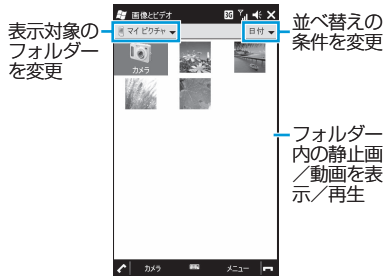 表示対象の
フォルダー
を変更
画像とビデオ
3G
マイ ピクチャ
日付
カメラ
並べ替えの
条件を変更
フォルダー
内の静止画
／動画を表
示／再生
カメラ
メニュー